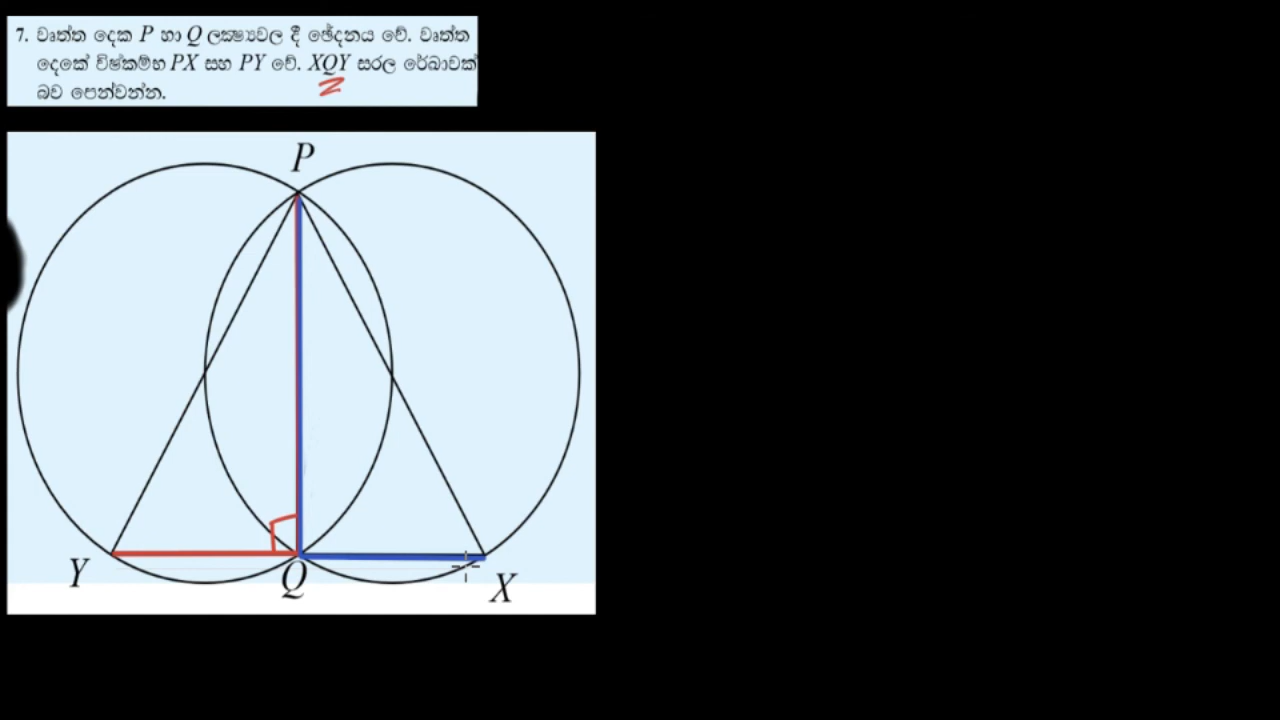 7. වෘත්ත දෙක P හා Q ලක්‍ෂ්‍යවල දී ඡේදනය වේ. වෘත්ත
දෙකේ විෂ්කම්භ PX සහ PY වේ. XQY සරල රේඛාවක්
බව පෙන්වන්න.
P
Y
Q
X